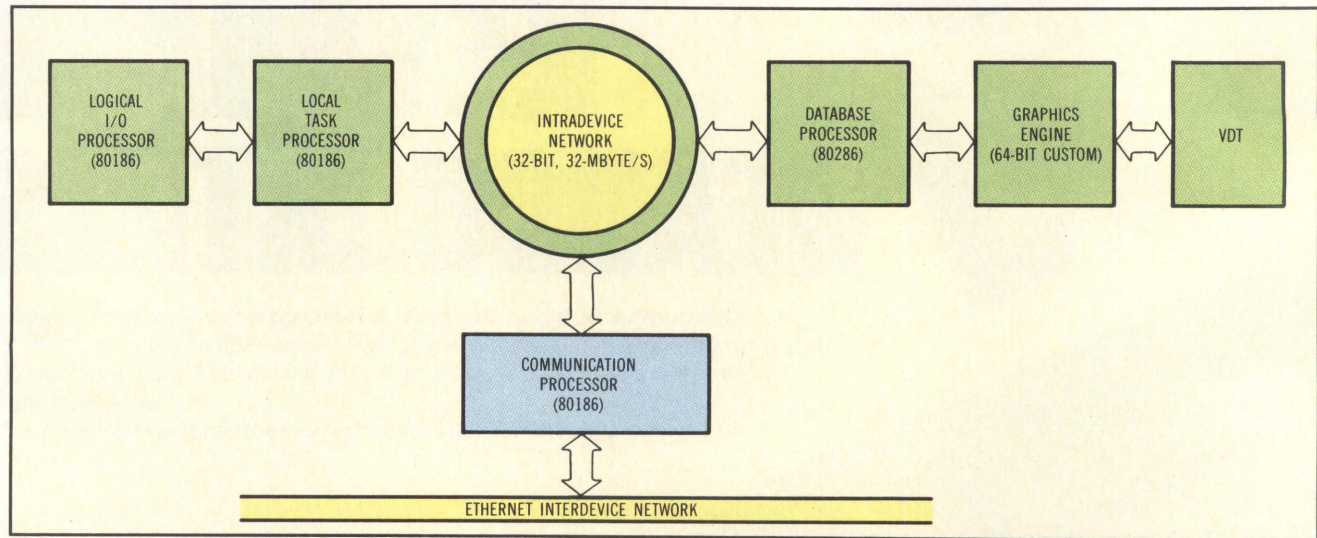 LOGICAL
I/O
PROCESSOR
(80186)
LOCAL
TASK
PROCESSOR
(80186)
INTRADEVICE
NETWORK
(32-BIT, 32-MBYTE/S)
DATABASE
PROCESSOR
(80286)
GRAPHICS
ENGINE
(64-BIT CUSTOM)
VDT
COMMUNICATION
PROCESSOR
(80186)
ETHERNET INTERDEVICE NETWORK